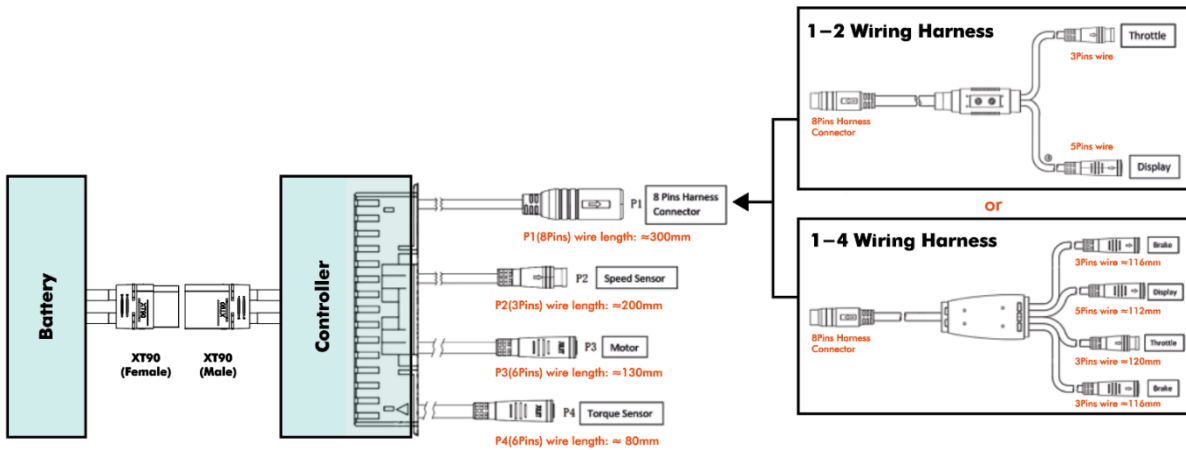 Battery
XT90
(Female)
XT90
(Male)
Controller
P1
8 Pins Harness
Connector
P1(8Pins) wire length: ≈300mm
P2
Speed Sensor
P2(3Pins) wire length: ≈200mm
P3
Motor
P3(6Pins) wire length: ≈130mm
P4
Torque Sensor
P4(6Pins) wire length: ≈ 80mm
1–2 Wiring Harness
Throttle
3Pins wire
8Pins Harness
Connector
5Pins wire
Display
or
1–4 Wiring Harness
Brake
3Pins wire ≈116mm
Display
5Pins wire ≈112mm
8Pins Harness
Connector
Throttle
3Pins wire ≈120mm
Brake
3Pins wire ≈116mm